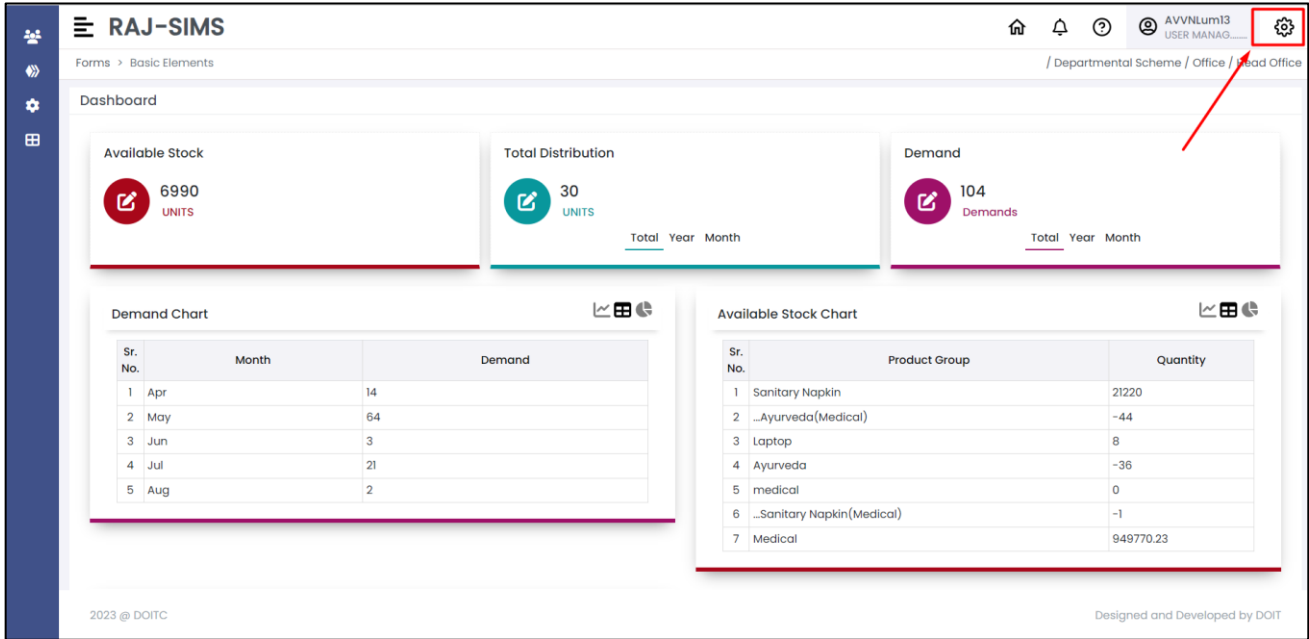 RAJ-SIMS
AVVNLum13
USER MANAG........
Forms > Basic Elements
/ Departmental Scheme / Office / Head Office
Dashboard
Available Stock
6990
UNITS
Total Distribution
30
UNITS
Total Year Month
Demand
104
Demands
Total Year Month
Demand Chart
Sr. No. Month Demand
1 Apr 14
2 May 64
3 Jun 3
4 Jul 21
5 Aug 2
Available Stock Chart
Sr. No. Product Group Quantity
1 Sanitary Napkin 21220
2 ...Ayurveda(Medical) -44
3 Laptop 8
4 Ayurveda -36
5 medical 0
6 ...Sanitary Napkin(Medical) -1
7 Medical 949770.23
2023 @ DOITC
Designed and Developed by DOIT